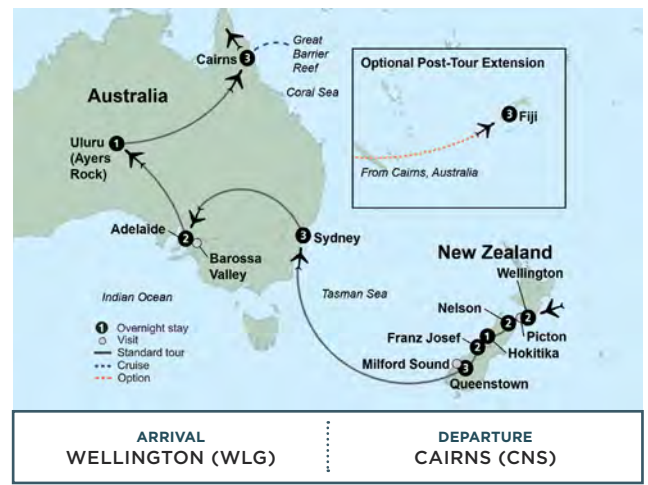 Great
Barrier
Reef
Cairns 3
Coral Sea
Australia
Uluru 1
(Ayers
Rock)
Adelaide 2
Barossa
Valley
3 Sydney
Indian Ocean
Tasman Sea
1 Overnight stay
Visit
Standard tour
Cruise
Option
Optional Post-Tour Extension
3 Fiji
From Cairns, Australia
New Zealand
Wellington
2
Nelson 2
Picton
Franz Josef 2
1 Hokitika
Milford Sound
3
Queenstown
ARRIVAL
WELLINGTON (WLG)
DEPARTURE
CAIRNS (CNS)